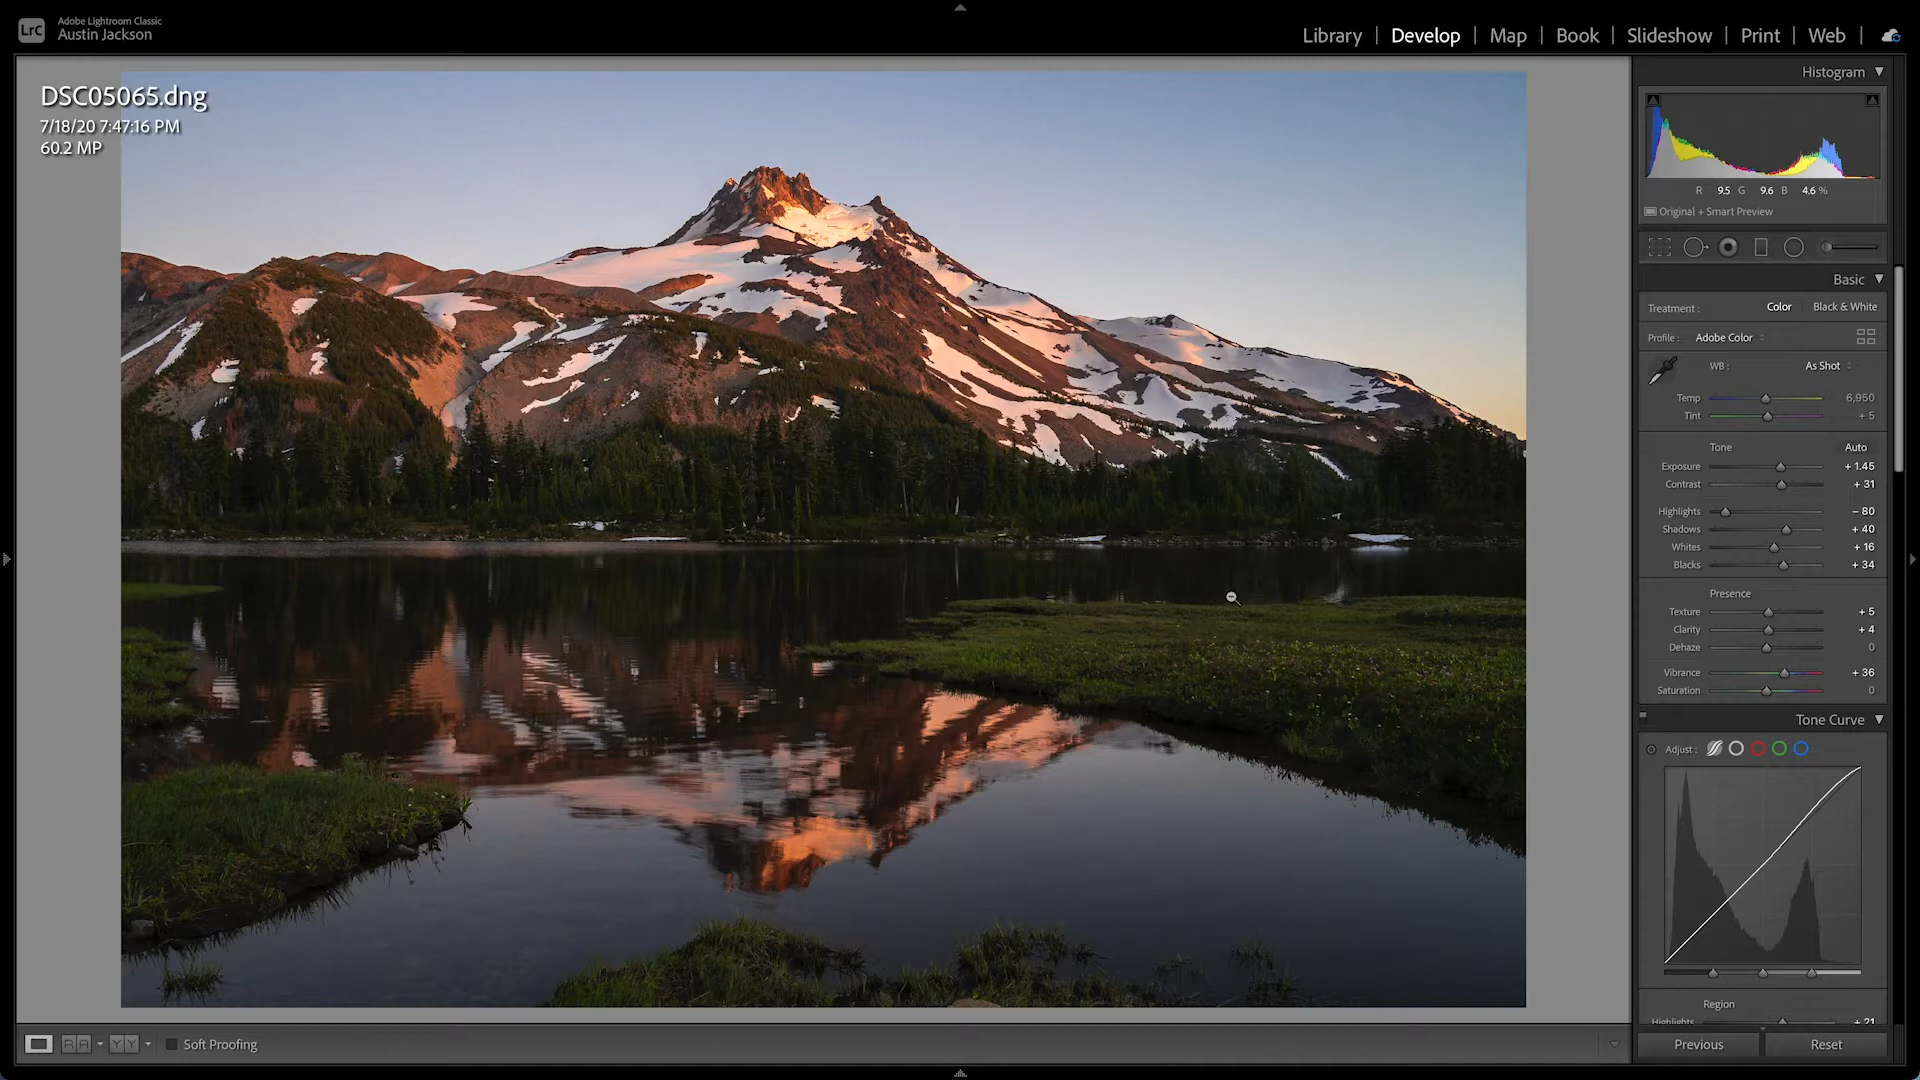 LrC
Adobe Lightroom Classic
Austin Jackson
Library | Develop | Map | Book | Slideshow | Print | Web |
DSC05065.dng
7/18/20 7:47:16 PM
60.2 MP
Histogram
R 9.5 G 9.6 B 4.6 %
Original + Smart Preview
Basic
Treatment : Color Black & White
Profile : Adobe Color
WB : As Shot
Temp 6,950
Tint + 5
Tone Auto
Exposure + 1.45
Contrast + 31
Highlights – 80
Shadows + 40
Whites + 16
Blacks + 34
Presence
Texture + 5
Clarity + 4
Dehaze 0
Vibrance + 36
Saturation 0
Tone Curve
Adjust :
Region
Highlights + 21
R A Y Y Soft Proofing
Previous Reset